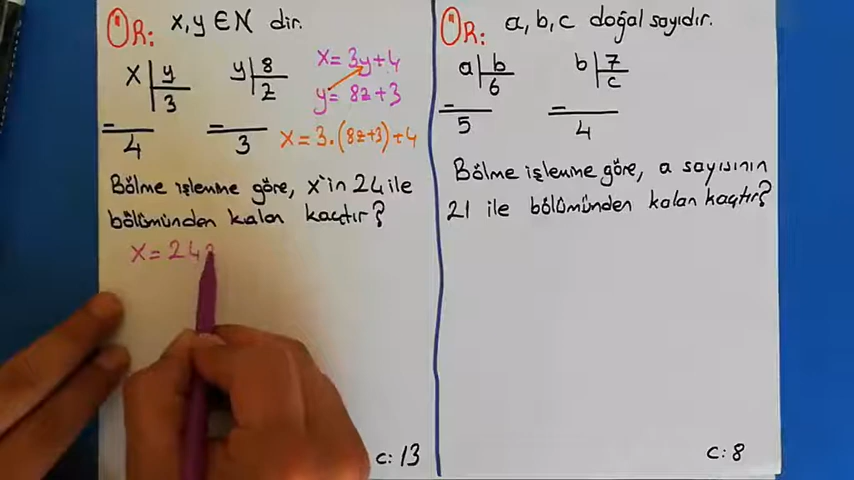 ÖR: x,y ∈ N dir.
x | y
3
4
y | 8
z
3
x = 3y+4
y = 8z+3
x = 3.(8z+3)+4
Bölme işlemine göre, x'in 24 ile
bölümünden kalan kaçtır?
x = 24z
C: 13
ÖR: a, b, c doğal sayıdır.
a | b
6
5
b | 7
c
4
Bölme işlemine göre, a sayısının
21 ile bölümünden kalan kaçtır?
C: 8